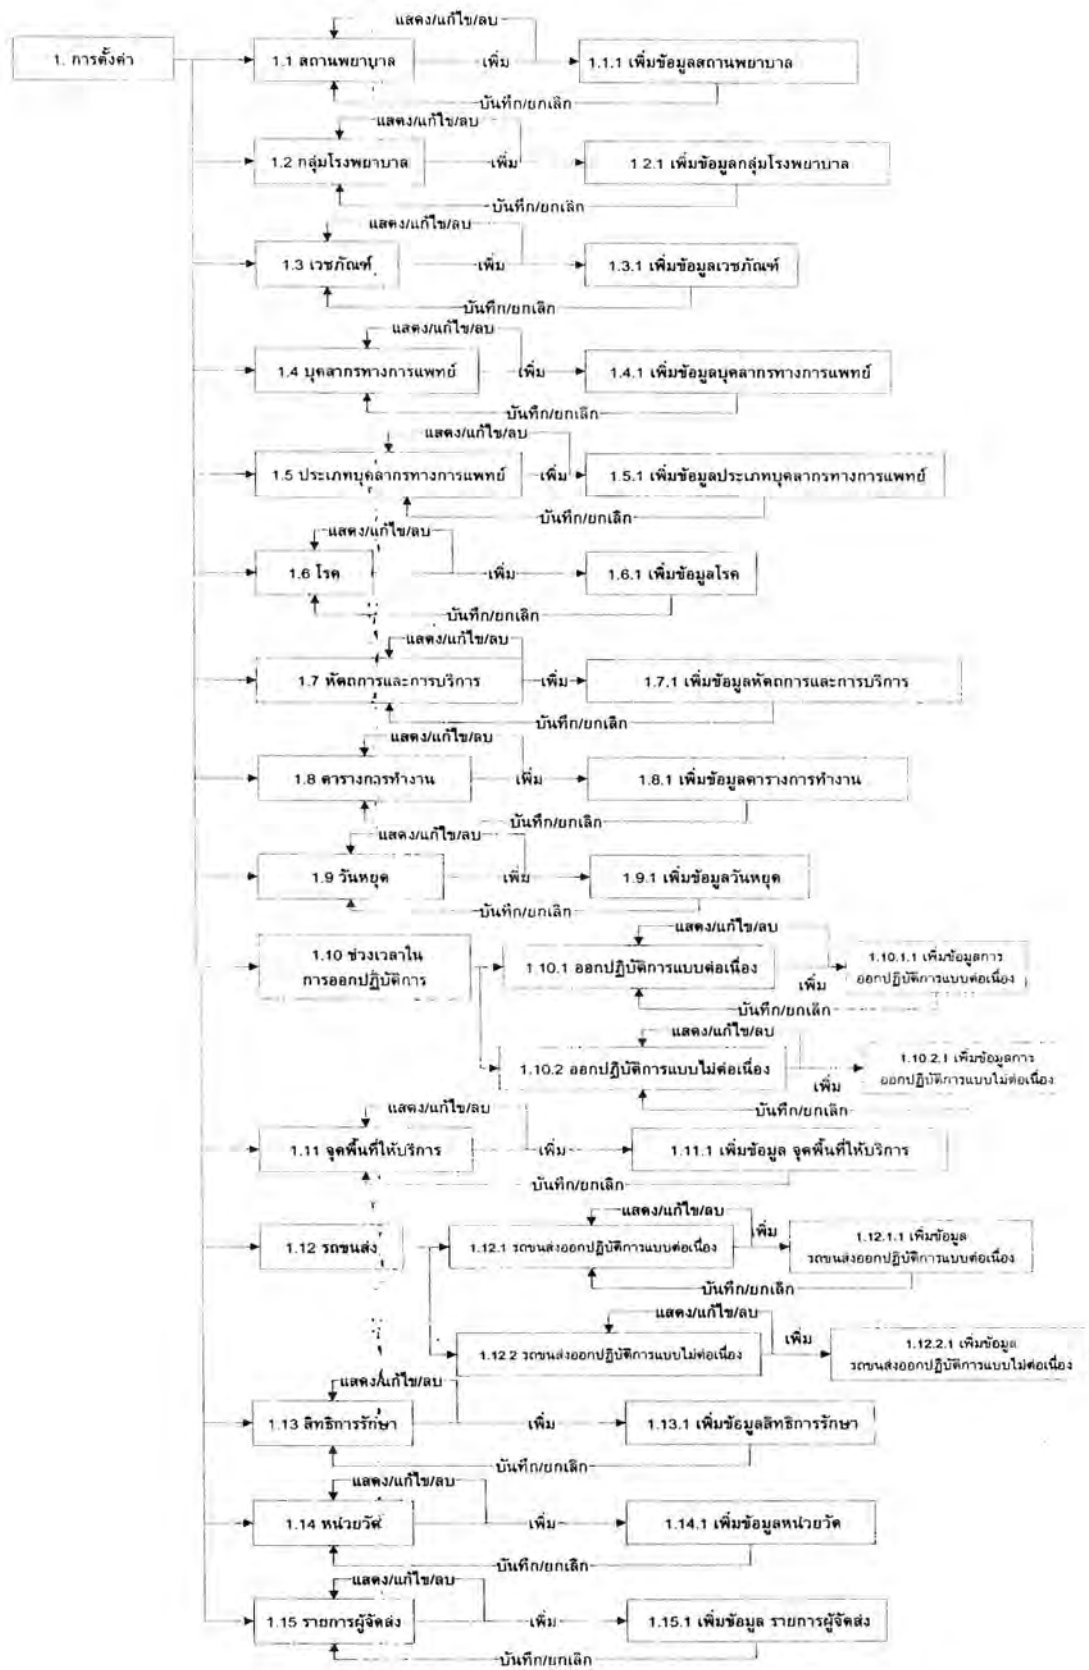 แสดง/แก้ไข/ลบ
1. การตั้งค่า
1.1 สถานพยาบาล
เพิ่ม
1.1.1 เพิ่มข้อมูลสถานพยาบาล
บันทึก/ยกเลิก
แสดง/แก้ไข/ลบ
1.2 กลุ่มโรงพยาบาล
เพิ่ม
1.2.1 เพิ่มข้อมูลกลุ่มโรงพยาบาล
บันทึก/ยกเลิก
แสดง/แก้ไข/ลบ
1.3 เวชภัณฑ์
เพิ่ม
1.3.1 เพิ่มข้อมูลเวชภัณฑ์
บันทึก/ยกเลิก
แสดง/แก้ไข/ลบ
1.4 บุคลากรทางการแพทย์
เพิ่ม
1.4.1 เพิ่มข้อมูลบุคลากรทางการแพทย์
บันทึก/ยกเลิก
แสดง/แก้ไข/ลบ
1.5 ประเภทบุคลากรทางการแพทย์
เพิ่ม
1.5.1 เพิ่มข้อมูลประเภทบุคลากรทางการแพทย์
บันทึก/ยกเลิก
แสดง/แก้ไข/ลบ
1.6 โรค
เพิ่ม
1.6.1 เพิ่มข้อมูลโรค
บันทึก/ยกเลิก
แสดง/แก้ไข/ลบ
1.7 หัตถการและการบริการ
เพิ่ม
1.7.1 เพิ่มข้อมูลหัตถการและการบริการ
บันทึก/ยกเลิก
แสดง/แก้ไข/ลบ
1.8 ตารางการทำงาน
เพิ่ม
1.8.1 เพิ่มข้อมูลตารางการทำงาน
บันทึก/ยกเลิก
แสดง/แก้ไข/ลบ
1.9 วันหยุด
เพิ่ม
1.9.1 เพิ่มข้อมูลวันหยุด
บันทึก/ยกเลิก
แสดง/แก้ไข/ลบ
1.10 ช่วงเวลาใน
การออกปฏิบัติการ
1.10.1 ออกปฏิบัติการแบบต่อเนื่อง
เพิ่ม
1.10.1.1 เพิ่มข้อมูลการ
ออกปฏิบัติการแบบต่อเนื่อง
บันทึก/ยกเลิก
แสดง/แก้ไข/ลบ
1.10.2 ออกปฏิบัติการแบบไม่ต่อเนื่อง
เพิ่ม
1.10.2.1 เพิ่มข้อมูลการ
ออกปฏิบัติการแบบไม่ต่อเนื่อง
บันทึก/ยกเลิก
แสดง/แก้ไข/ลบ
1.11 จุดพื้นที่ให้บริการ
เพิ่ม
1.11.1 เพิ่มข้อมูล จุดพื้นที่ให้บริการ
บันทึก/ยกเลิก
แสดง/แก้ไข/ลบ
1.12 รถขนส่ง
1.12.1 รถขนส่งออกปฏิบัติการแบบต่อเนื่อง
เพิ่ม
1.12.1.1 เพิ่มข้อมูล
รถขนส่งออกปฏิบัติการแบบต่อเนื่อง
บันทึก/ยกเลิก
แสดง/แก้ไข/ลบ
1.12.2 รถขนส่งออกปฏิบัติการแบบไม่ต่อเนื่อง
เพิ่ม
1.12.2.1 เพิ่มข้อมูล
รถขนส่งออกปฏิบัติการแบบไม่ต่อเนื่อง
แสดง/แก้ไข/ลบ
1.13 สิทธิการรักษา
เพิ่ม
1.13.1 เพิ่มข้อมูลสิทธิการรักษา
บันทึก/ยกเลิก
แสดง/แก้ไข/ลบ
1.14 หน่วยวัด
เพิ่ม
1.14.1 เพิ่มข้อมูลหน่วยวัด
บันทึก/ยกเลิก
แสดง/แก้ไข/ลบ
1.15 รายการผู้จัดส่ง
เพิ่ม
1.15.1 เพิ่มข้อมูล รายการผู้จัดส่ง
บันทึก/ยกเลิก